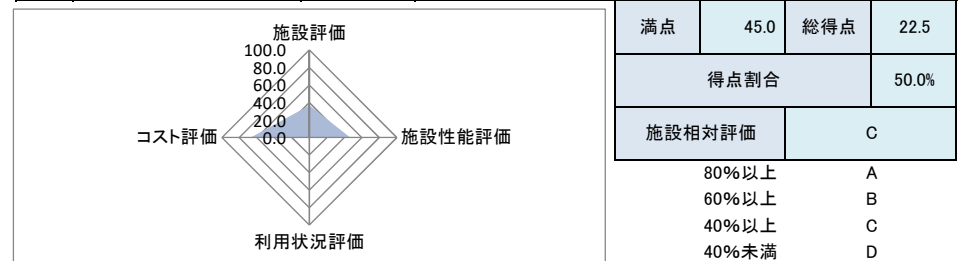 施設評価
100.0
80.0
60.0
40.0
20.0
0.0
コスト評価
施設性能評価
利用状況評価
満点 45.0 総得点 22.5
得点割合 50.0%
施設相対評価 C
80%以上 A
60%以上 B
40%以上 C
40%未満 D